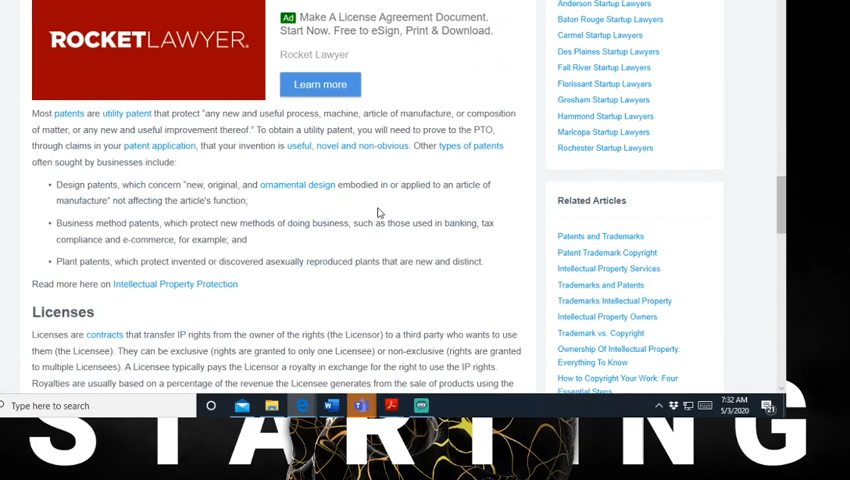 Ad Make A License Agreement Document.
Start Now. Free to eSign, Print & Download.
ROCKETLAWYER.
Rocket Lawyer
Learn more
Most patents are utility patent that protect "any new and useful process, machine, article of manufacture, or composition
of matter, or any new and useful improvement thereof." To obtain a utility patent, you will need to prove to the PTO,
through claims in your patent application, that your invention is useful, novel and non-obvious. Other types of patents
often sought by businesses include:
• Design patents, which concern "new, original, and ornamental design embodied in or applied to an article of
manufacture" not affecting the article's function;
• Business method patents, which protect new methods of doing business, such as those used in banking, tax
compliance and e-commerce, for example; and
• Plant patents, which protect invented or discovered asexually reproduced plants that are new and distinct.
Read more here on Intellectual Property Protection
Licenses
Licenses are contracts that transfer IP rights from the owner of the rights (the Licensor) to a third party who wants to use
them (the Licensee). They can be exclusive (rights are granted to only one Licensee) or non-exclusive (rights are granted
to multiple Licensees). A Licensee typically pays the Licensor a royalty in exchange for the right to use the IP rights.
Royalties are usually based on a percentage of the revenue the Licensee generates from the sale of products using the
Anderson Startup Lawyers
Baton Rouge Startup Lawyers
Carmel Startup Lawyers
Des Plaines Startup Lawyers
Fall River Startup Lawyers
Florissant Startup Lawyers
Gresham Startup Lawyers
Hammond Startup Lawyers
Maricopa Startup Lawyers
Rochester Startup Lawyers
Related Articles
Patents and Trademarks
Patent Trademark Copyright
Intellectual Property Services
Trademarks and Patents
Trademarks Intellectual Property
Intellectual Property Owners
Trademark vs. Copyright
Ownership Of Intellectual Property:
Everything To Know
How to Copyright Your Work: Four
Essential Steps
Type here to search
7:32 AM
5/3/2020
21
STARTING